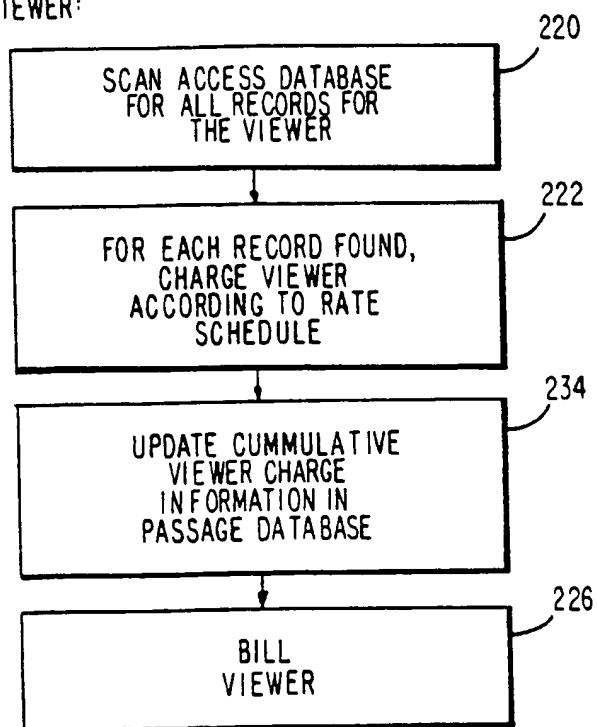 IEWER:
220
SCAN ACCESS DATABASE
FOR ALL RECORDS FOR
THE VIEWER
222
FOR EACH RECORD FOUND,
CHARGE VIEWER
ACCORDING TO RATE
SCHEDULE
234
UPDATE CUMMULATIVE
VIEWER CHARGE
INFORMATION IN
PASSAGE DATABASE
226
BILL
VIEWER